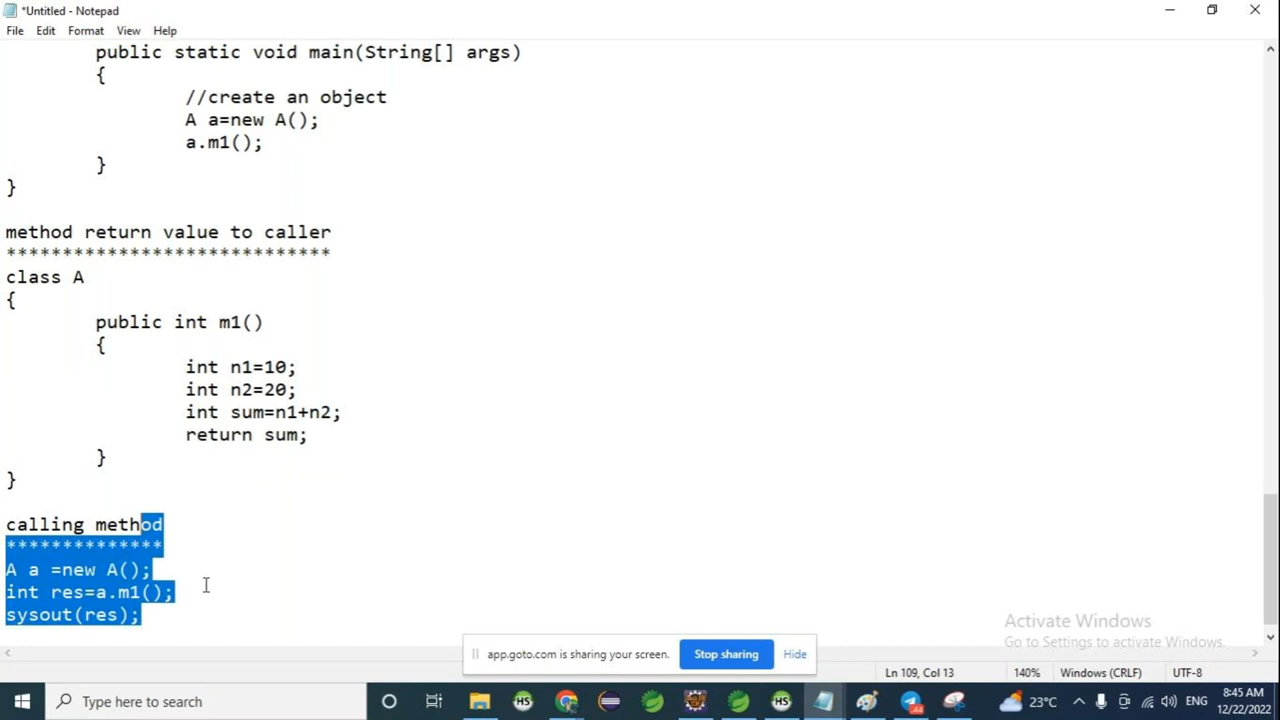 *Untitled - Notepad
File Edit Format View Help
public static void main(String[] args)
{
//create an object
A a=new A();
a.m1();
}
}
method return value to caller
*****************************
class A
{
public int m1()
{
int n1=10;
int n2=20;
int sum=n1+n2;
return sum;
}
}
calling method
**************
A a =new A();
int res=a.m1();
sysout(res);
Activate Windows
Go to Settings to activate Windows.
app.goto.com is sharing your screen. Stop sharing Hide
Ln 109, Col 13 140% Windows (CRLF) UTF-8
Type here to search HS HS 44 23°C ENG 8:45 AM
12/22/2022